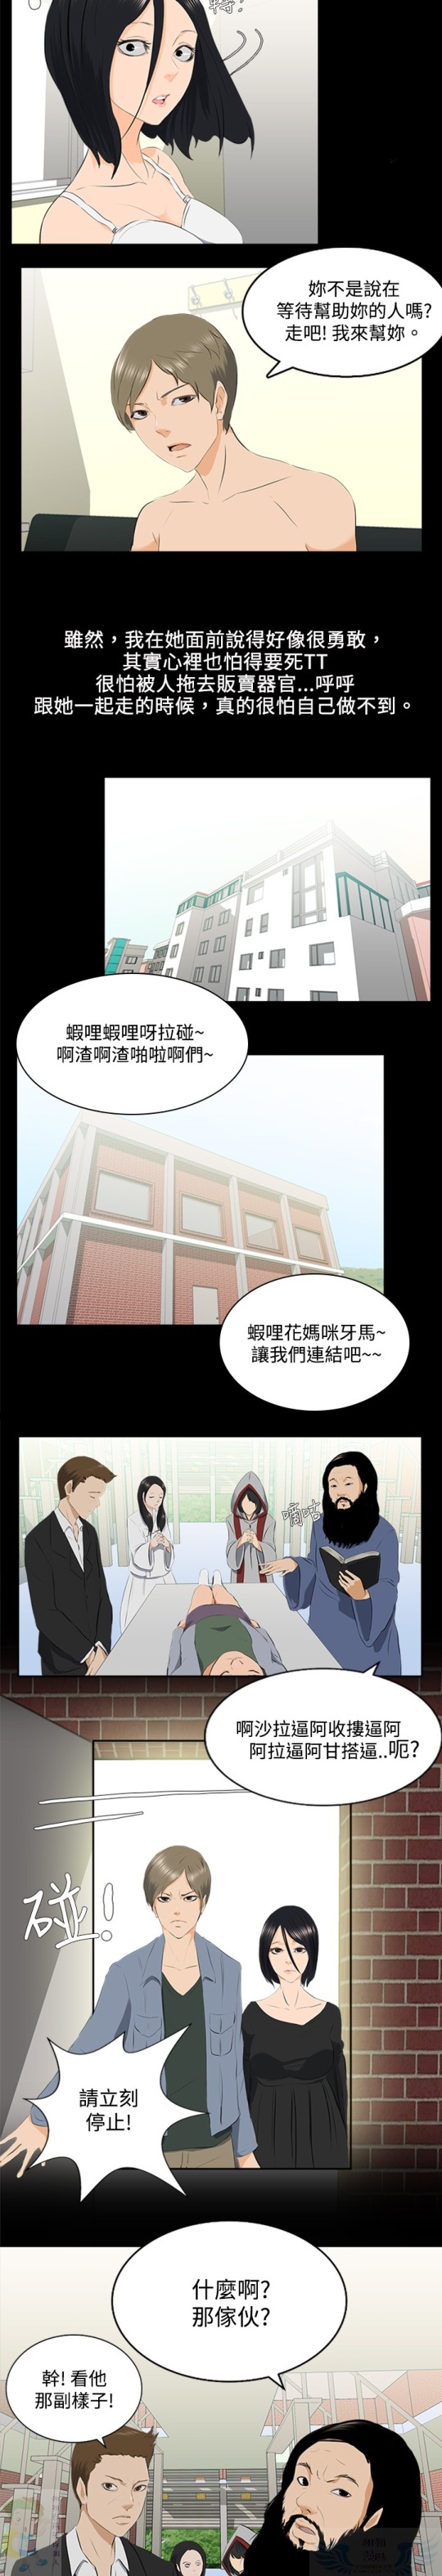 妳不是說在
等待幫助妳的人嗎?
走吧! 我來幫妳。
雖然，我在她面前說得好像很勇敢，
其實心裡也怕得要死TT
很怕被人拖去販賣器官...呼呼
跟她一起走的時候，真的很怕自己做不到。
蝦哩蝦哩呀拉碰~
啊渣啊渣啪啦啊們~
蝦哩花媽咪牙馬~
讓我們連結吧~~
嘀咕
啊沙拉逼阿收摟逼阿
阿拉逼阿甘搭逼..呃?
碰!
請立刻
停止!
什麼啊?
那傢伙?
幹! 看他
那副樣子!